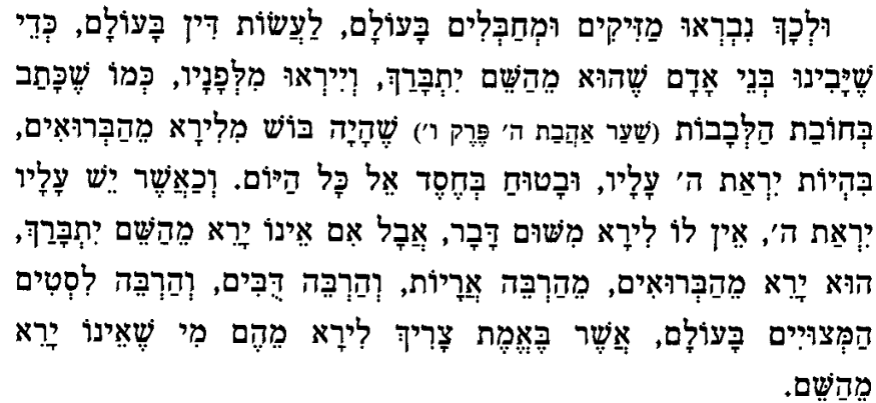 וּלְכָךְ נִבְרְאוּ מַזִּיקִים וּמְחַבְּלִים בָּעוֹלָם, לַעֲשׂוֹת דִּין בָּעוֹלָם, כְּדֵי
שֶׁיָּבִינוּ בְּנֵי אָדָם שֶׁהוּא מֵהַשֵּׁם יִתְבָּרַךְ, וְיִירְאוּ מִלְּפָנָיו, כְּמוֹ שֶׁכָּתַב
בְּחוֹבַת הַלְּבָבוֹת (שַׁעַר אַהֲבַת ה׳ פֶּרֶק ו׳) שֶׁהָיָה בּוֹשׁ מִלִּירָא מֵהַבְּרוּאִים,
בִּהְיוֹת יִרְאַת ה׳ עָלָיו, וּבָטוּחַ בְּחֶסֶד אֵל כָּל הַיּוֹם. וְכַאֲשֶׁר יֵשׁ עָלָיו
יִרְאַת ה׳, אֵין לוֹ לִירָא מִשּׁוּם דָּבָר, אֲבָל אִם אֵינוֹ יָרֵא מֵהַשֵּׁם יִתְבָּרַךְ,
הוּא יָרֵא מֵהַבְּרוּאִים, מֵהַרְבֵּה אֲרָיוֹת, וְהַרְבֵּה דֻּבִּים, וְהַרְבֵּה לִסְטִים
הַמְּצוּיִּים בָּעוֹלָם, אֲשֶׁר בֶּאֱמֶת צָרִיךְ לִירָא מֵהֶם מִי שֶׁאֵינוֹ יָרֵא
מֵהַשֵּׁם.